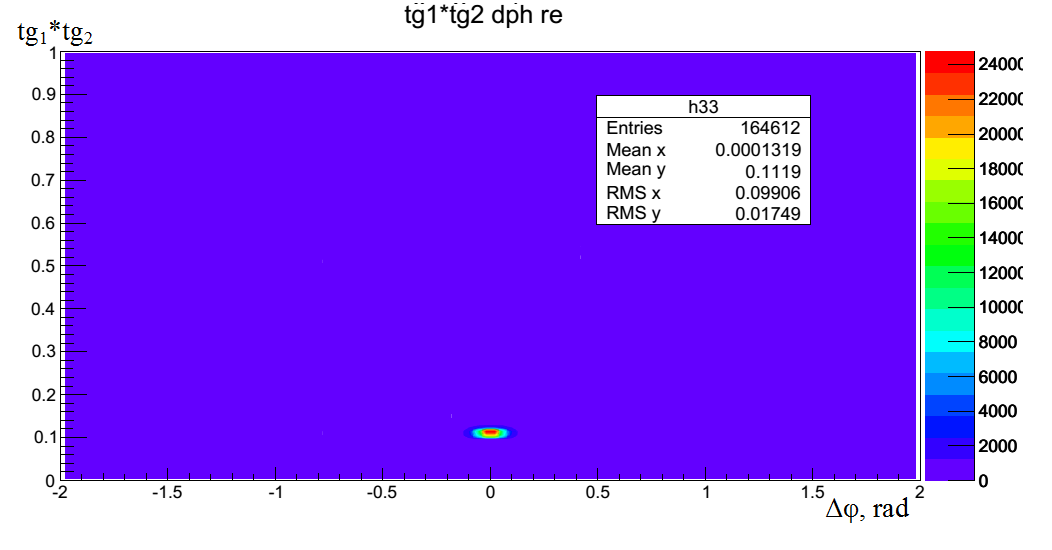 tg1*tg2 dph re
tg₁*tg₂
h33
Entries 164612
Mean x 0.0001319
Mean y 0.1119
RMS x 0.09906
RMS y 0.01749
1
0.9
0.8
0.7
0.6
0.5
0.4
0.3
0.2
0.1
0
-2 -1.5 -1 -0.5 0 0.5 1 1.5 2
Δφ, rad
24000
22000
20000
18000
16000
14000
12000
10000
8000
6000
4000
2000
0